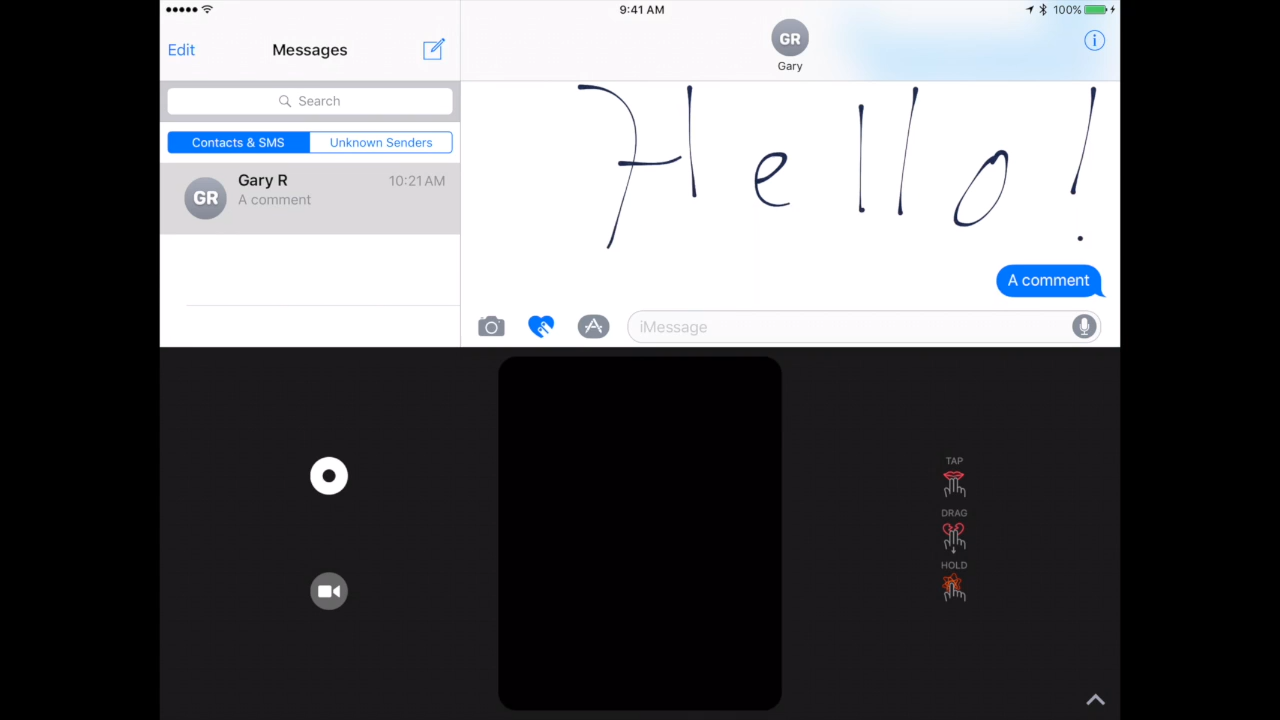 9:41 AM
100%
Edit
Messages
GR
Gary
Search
Contacts & SMS
Unknown Senders
GR
Gary R
10:21 AM
A comment
Hello!
A comment
iMessage
TAP
DRAG
HOLD